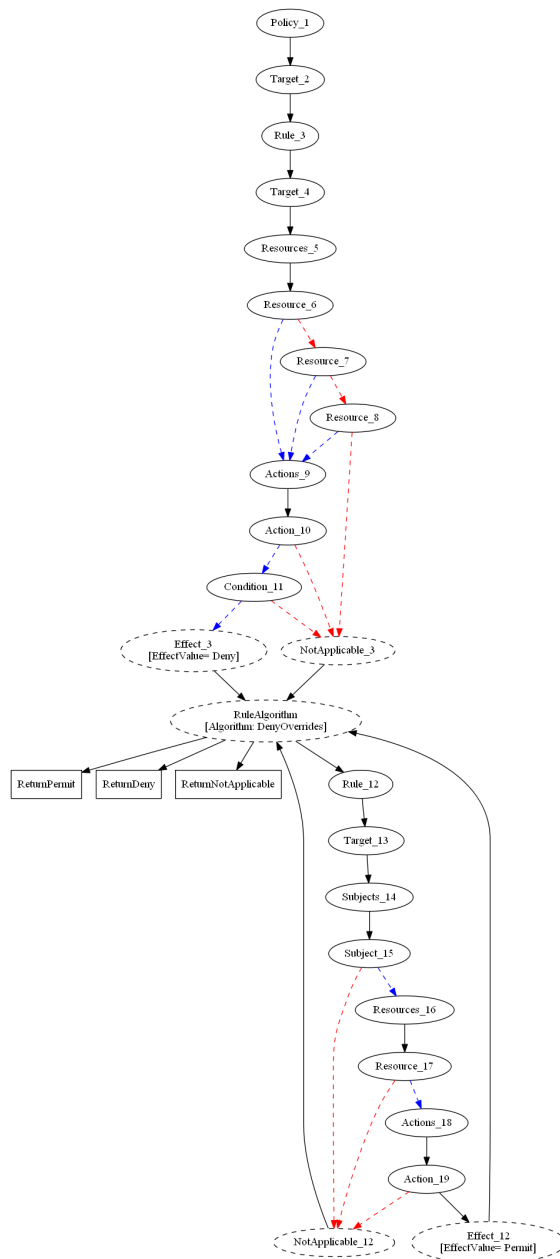 Policy_1
Target_2
Rule_3
Target_4
Resources_5
Resource_6
Resource_7
Resource_8
Actions_9
Action_10
Condition_11
Effect_3
[EffectValue= Deny]
NotApplicable_3
RuleAlgorithm
[Algorithm: DenyOverrides]
ReturnPermit
ReturnDeny
ReturnNotApplicable
Rule_12
Target_13
Subjects_14
Subject_15
Resources_16
Resource_17
Actions_18
Action_19
NotApplicable_12
Effect_12
[EffectValue= Permit]